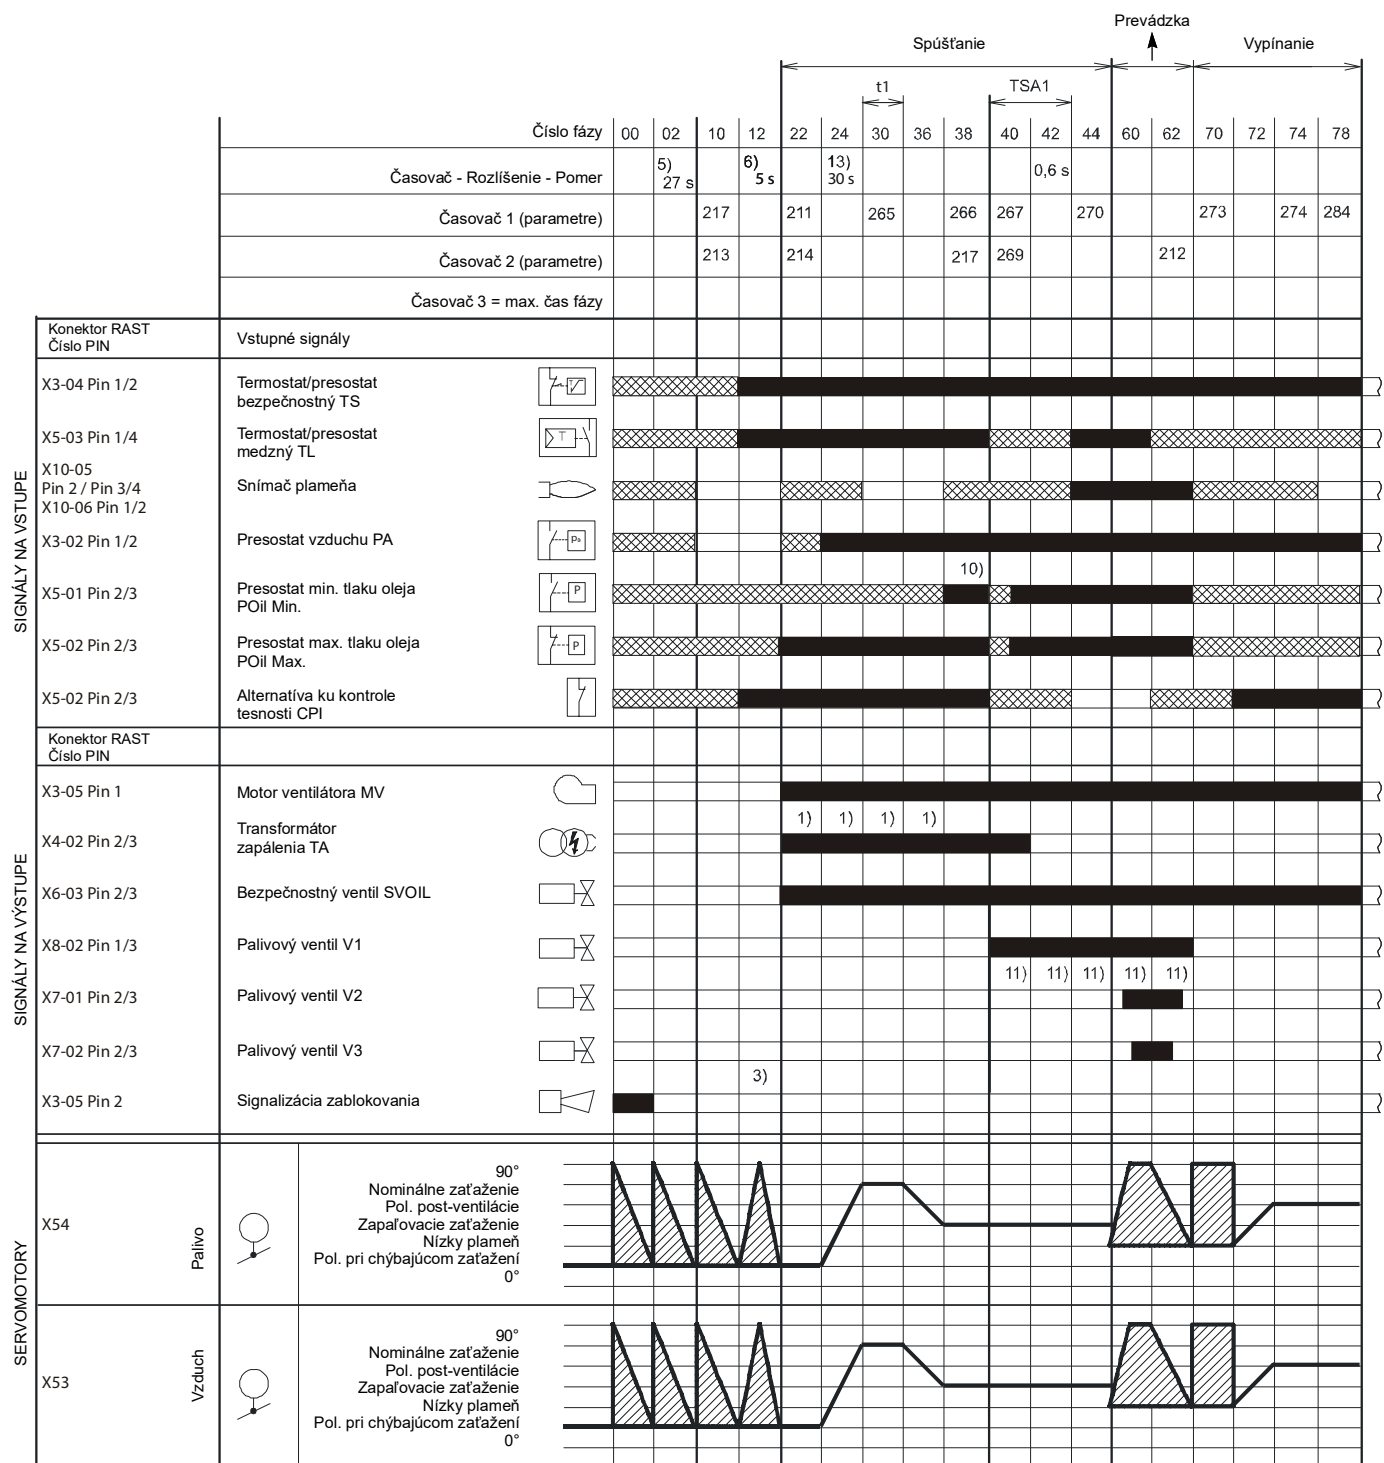 Prevádzka
Spúšťanie
Vypínanie
t1
TSA1
Číslo fázy 00 02 10 12 22 24 30 36 38 40 42 44 60 62 70 72 74 78
Časovač - Rozlíšenie - Pomer 5) 27 s 6) 5 s 13) 30 s 0,6 s
Časovač 1 (parametre) 217 211 265 266 267 270 273 274 284
Časovač 2 (parametre) 213 214 217 269 212
Časovač 3 = max. čas fázy
Konektor RAST
Číslo PIN
Vstupné signály
SIGNÁLY NA VSTUPE
X3-04 Pin 1/2
Termostat/presostat
bezpečnostný TS
X5-03 Pin 1/4
Termostat/presostat
medzný TL
T
X10-05
Pin 2 / Pin 3/4
X10-06 Pin 1/2
Snímač plameňa
X3-02 Pin 1/2
Presostat vzduchu PA
10)
X5-01 Pin 2/3
Presostat min. tlaku oleja
POil Min.
P
X5-02 Pin 2/3
Presostat max. tlaku oleja
POil Max.
P
X5-02 Pin 2/3
Alternatíva ku kontrole
tesnosti CPI
Konektor RAST
Číslo PIN
SIGNÁLY NA VÝSTUPE
X3-05 Pin 1
Motor ventilátora MV
1) 1) 1) 1)
X4-02 Pin 2/3
Transformátor
zapálenia TA
X6-03 Pin 2/3
Bezpečnostný ventil SVOIL
X8-02 Pin 1/3
Palivový ventil V1
11) 11) 11) 11) 11)
X7-01 Pin 2/3
Palivový ventil V2
X7-02 Pin 2/3
Palivový ventil V3
3)
X3-05 Pin 2
Signalizácia zablokovania
SERVOMOTORY
X54
Palivo
90°
Nominálne zaťaženie
Pol. post-ventilácie
Zapaľovacie zaťaženie
Nízky plameň
Pol. pri chýbajúcom zaťažení
0°
X53
Vzduch
90°
Nominálne zaťaženie
Pol. post-ventilácie
Zapaľovacie zaťaženie
Nízky plameň
Pol. pri chýbajúcom zaťažení
0°